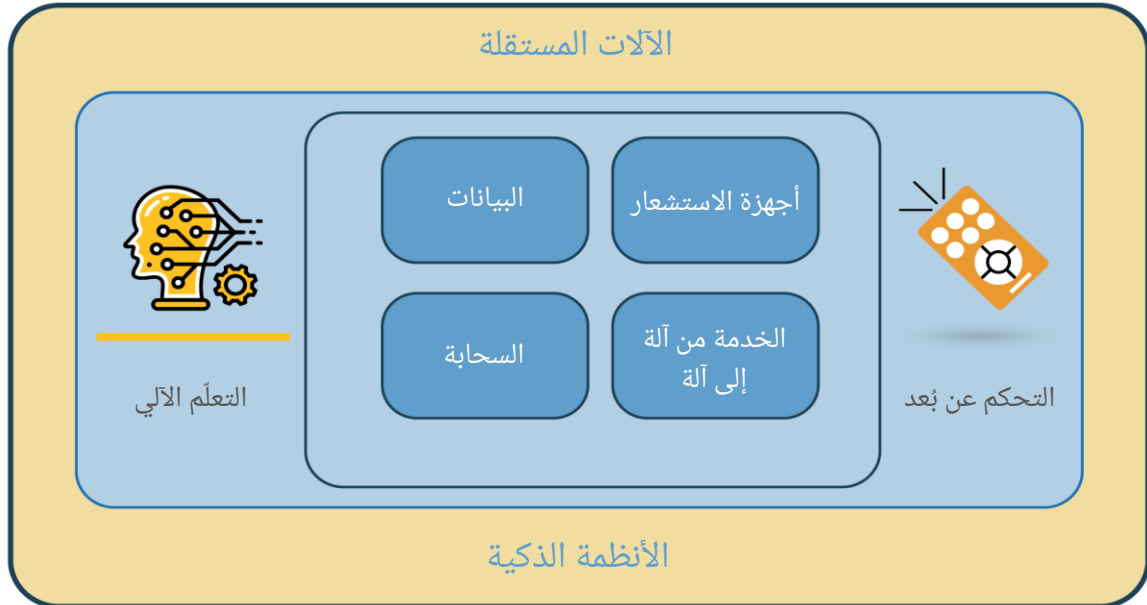 الآلات المستقلة
أجهزة الاستشعار
البيانات
الخدمة من آلة
إلى آلة
السحابة
التحكم عن بُعد
التعلّم الآلي
الأنظمة الذكية